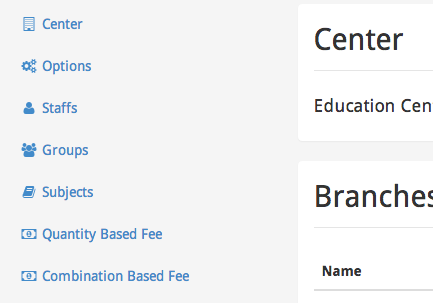 Center
Options
Staffs
Groups
Subjects
Quantity Based Fee
Combination Based Fee
Center
Education Cen
Branches
Name